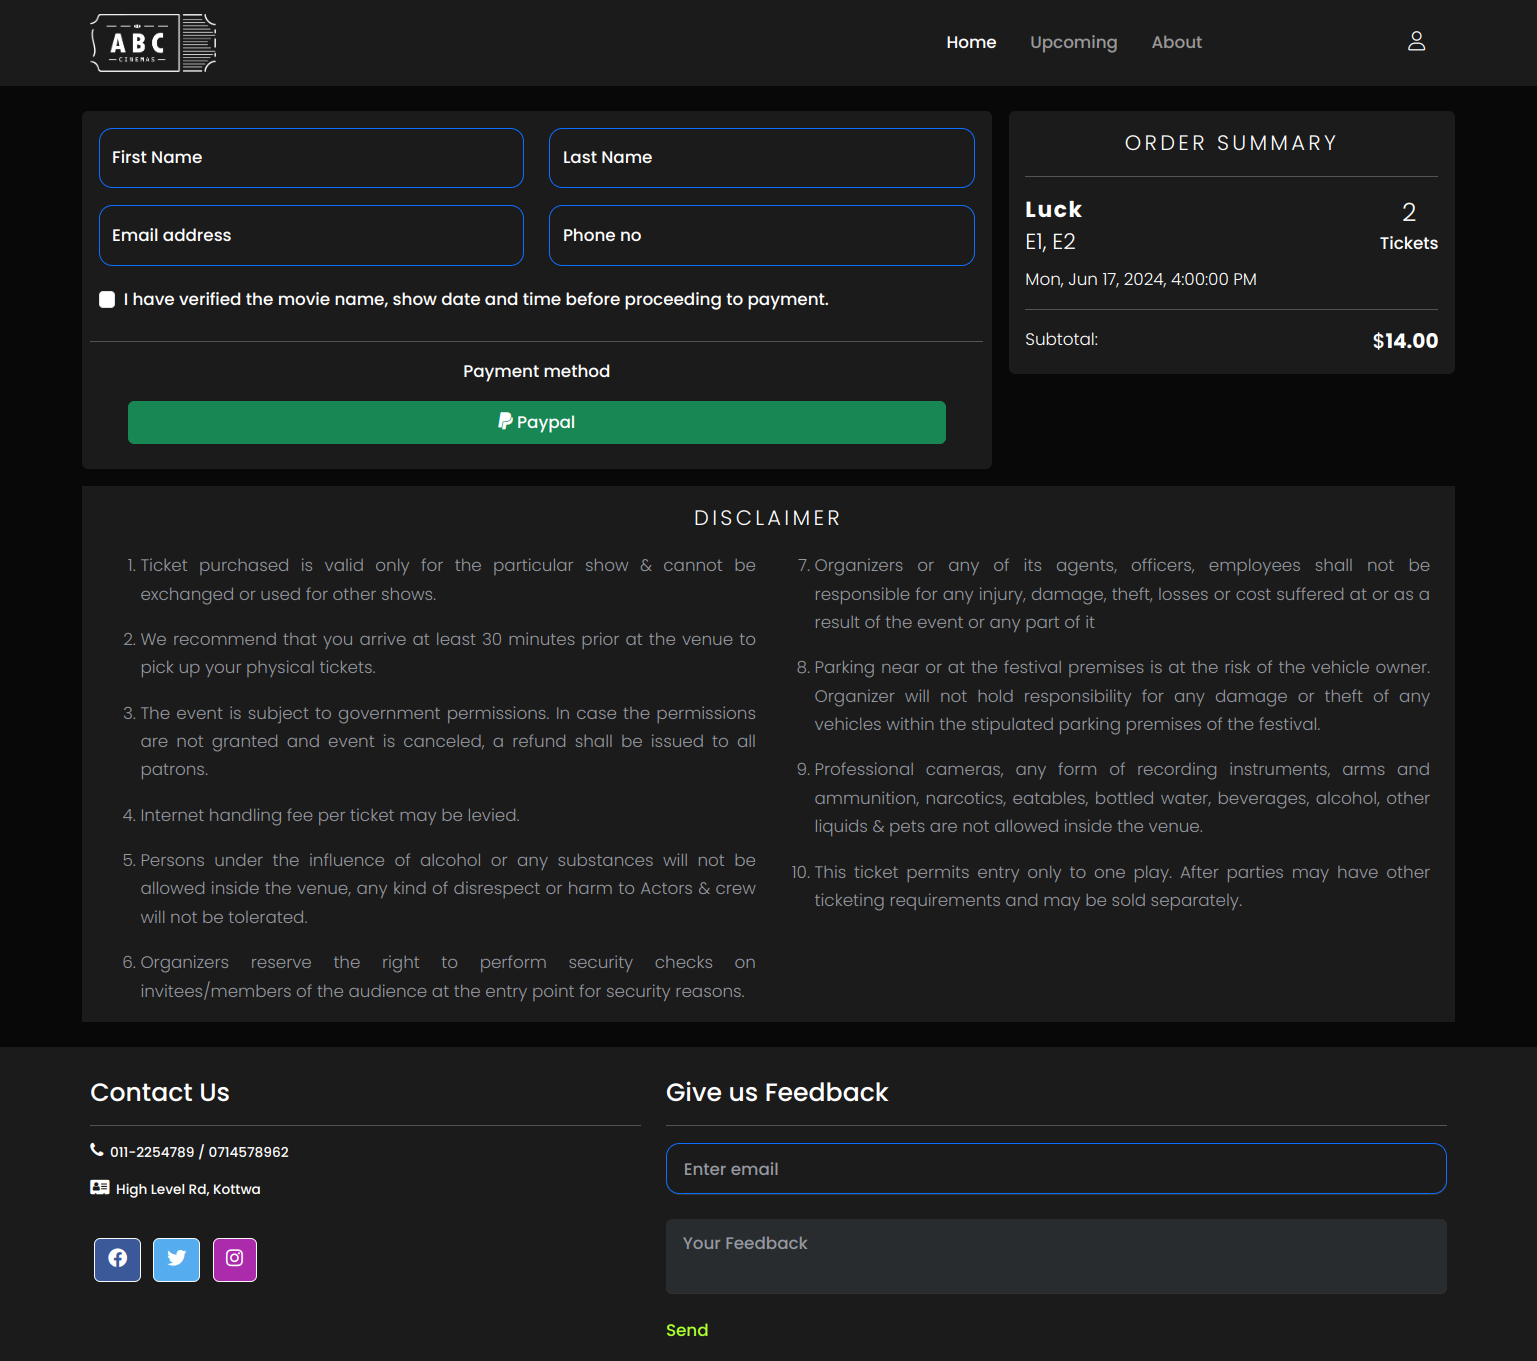 ABC
CINEMAS
Home
Upcoming
About
First Name
Last Name
Email address
Phone no
I have verified the movie name, show date and time before proceeding to payment.
Payment method
Paypal
ORDER SUMMARY
Luck
2
E1, E2
Tickets
Mon, Jun 17, 2024, 4:00:00 PM
Subtotal:
$14.00
DISCLAIMER
1. Ticket purchased is valid only for the particular show & cannot be
exchanged or used for other shows.
2. We recommend that you arrive at least 30 minutes prior at the venue to
pick up your physical tickets.
3. The event is subject to government permissions. In case the permissions
are not granted and event is canceled, a refund shall be issued to all
patrons.
4. Internet handling fee per ticket may be levied.
5. Persons under the influence of alcohol or any substances will not be
allowed inside the venue, any kind of disrespect or harm to Actors & crew
will not be tolerated.
6. Organizers reserve the right to perform security checks on
invitees/members of the audience at the entry point for security reasons.
7. Organizers or any of its agents, officers, employees shall not be
responsible for any injury, damage, theft, losses or cost suffered at or as a
result of the event or any part of it
8. Parking near or at the festival premises is at the risk of the vehicle owner.
Organizer will not hold responsibility for any damage or theft of any
vehicles within the stipulated parking premises of the festival.
9. Professional cameras, any form of recording instruments, arms and
ammunition, narcotics, eatables, bottled water, beverages, alcohol, other
liquids & pets are not allowed inside the venue.
10. This ticket permits entry only to one play. After parties may have other
ticketing requirements and may be sold separately.
Contact Us
011-2254789 / 0714578962
High Level Rd, Kottwa
Give us Feedback
Enter email
Your Feedback
Send